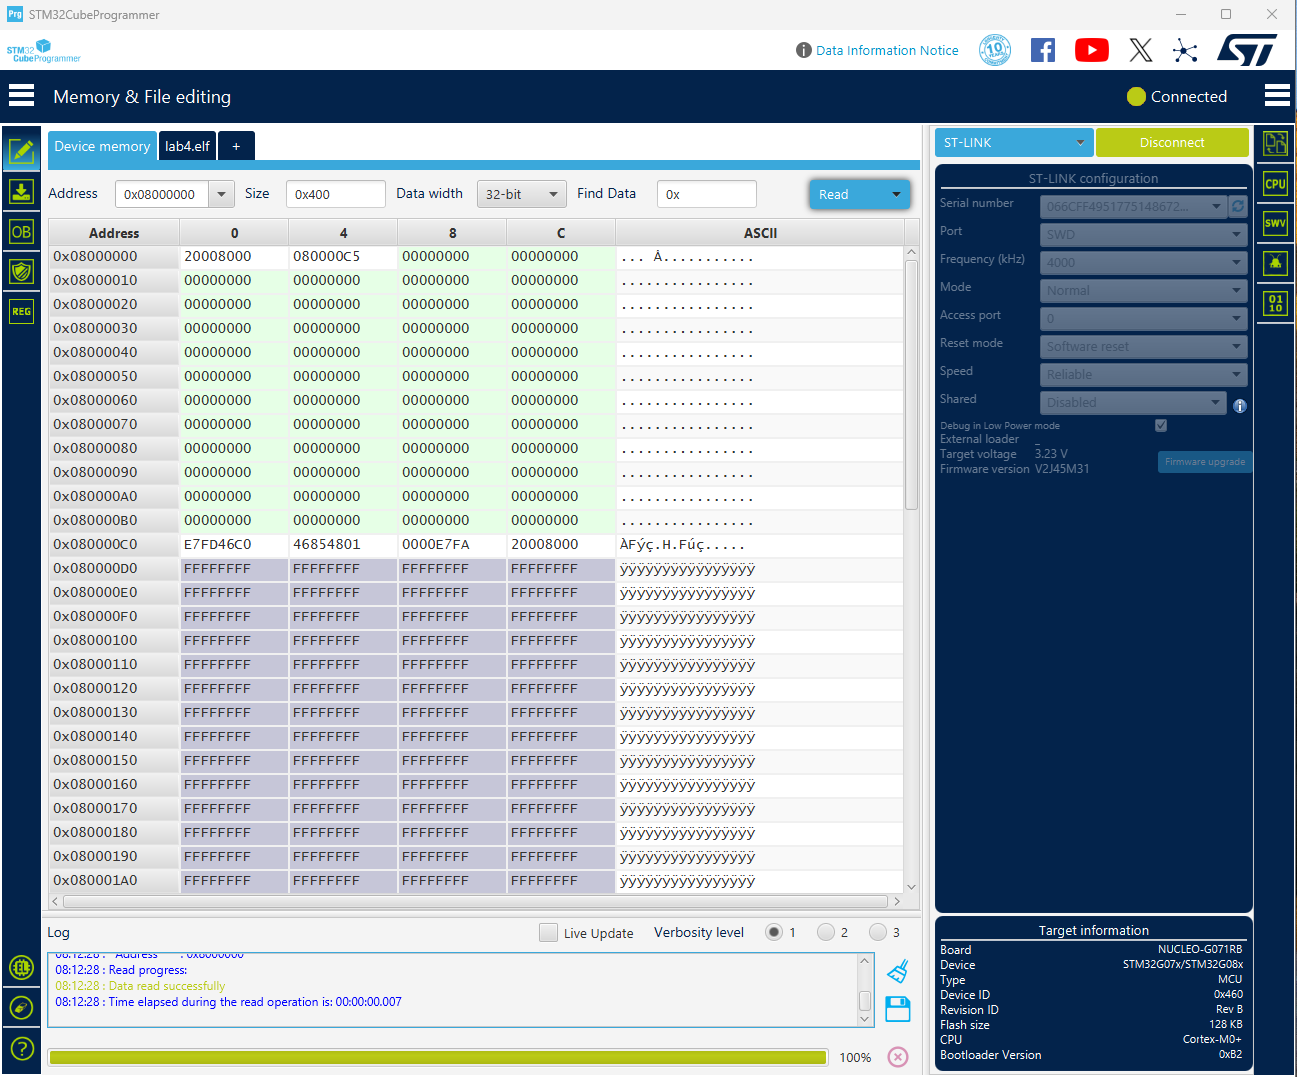 Prg STM32CubeProgrammer
STM32
CubeProgrammer
Data Information Notice
10
Memory & File editing
Connected
Device memory lab4.elf +
Address 0x08000000 Size 0x400 Data width 32-bit Find Data 0x Read
Address 0 4 8 C ASCII
0x08000000 20008000 080000C5 00000000 00000000 ... Å...........
0x08000010 00000000 00000000 00000000 00000000 ................
0x08000020 00000000 00000000 00000000 00000000 ................
0x08000030 00000000 00000000 00000000 00000000 ................
0x08000040 00000000 00000000 00000000 00000000 ................
0x08000050 00000000 00000000 00000000 00000000 ................
0x08000060 00000000 00000000 00000000 00000000 ................
0x08000070 00000000 00000000 00000000 00000000 ................
0x08000080 00000000 00000000 00000000 00000000 ................
0x08000090 00000000 00000000 00000000 00000000 ................
0x080000A0 00000000 00000000 00000000 00000000 ................
0x080000B0 00000000 00000000 00000000 00000000 ................
0x080000C0 E7FD46C0 46854801 0000E7FA 20008000 ÀFýç.H.Fúç.....
0x080000D0 FFFFFFFF FFFFFFFF FFFFFFFF FFFFFFFF ÿÿÿÿÿÿÿÿÿÿÿÿÿÿÿÿ
0x080000E0 FFFFFFFF FFFFFFFF FFFFFFFF FFFFFFFF ÿÿÿÿÿÿÿÿÿÿÿÿÿÿÿÿ
0x080000F0 FFFFFFFF FFFFFFFF FFFFFFFF FFFFFFFF ÿÿÿÿÿÿÿÿÿÿÿÿÿÿÿÿ
0x08000100 FFFFFFFF FFFFFFFF FFFFFFFF FFFFFFFF ÿÿÿÿÿÿÿÿÿÿÿÿÿÿÿÿ
0x08000110 FFFFFFFF FFFFFFFF FFFFFFFF FFFFFFFF ÿÿÿÿÿÿÿÿÿÿÿÿÿÿÿÿ
0x08000120 FFFFFFFF FFFFFFFF FFFFFFFF FFFFFFFF ÿÿÿÿÿÿÿÿÿÿÿÿÿÿÿÿ
0x08000130 FFFFFFFF FFFFFFFF FFFFFFFF FFFFFFFF ÿÿÿÿÿÿÿÿÿÿÿÿÿÿÿÿ
0x08000140 FFFFFFFF FFFFFFFF FFFFFFFF FFFFFFFF ÿÿÿÿÿÿÿÿÿÿÿÿÿÿÿÿ
0x08000150 FFFFFFFF FFFFFFFF FFFFFFFF FFFFFFFF ÿÿÿÿÿÿÿÿÿÿÿÿÿÿÿÿ
0x08000160 FFFFFFFF FFFFFFFF FFFFFFFF FFFFFFFF ÿÿÿÿÿÿÿÿÿÿÿÿÿÿÿÿ
0x08000170 FFFFFFFF FFFFFFFF FFFFFFFF FFFFFFFF ÿÿÿÿÿÿÿÿÿÿÿÿÿÿÿÿ
0x08000180 FFFFFFFF FFFFFFFF FFFFFFFF FFFFFFFF ÿÿÿÿÿÿÿÿÿÿÿÿÿÿÿÿ
0x08000190 FFFFFFFF FFFFFFFF FFFFFFFF FFFFFFFF ÿÿÿÿÿÿÿÿÿÿÿÿÿÿÿÿ
0x080001A0 FFFFFFFF FFFFFFFF FFFFFFFF FFFFFFFF ÿÿÿÿÿÿÿÿÿÿÿÿÿÿÿÿ
Log Live Update Verbosity level 1 2 3
08:12:28 : Address : 0x8000000
08:12:28 : Read progress:
08:12:28 : Data read successfully
08:12:28 : Time elapsed during the read operation is: 00:00:00.007
100%
OB
REG
ST-LINK Disconnect
ST-LINK configuration
Serial number 066CFF4951775148672...
Port SWD
Frequency (kHz) 4000
Mode Normal
Access port 0
Reset mode Software reset
Speed Reliable
Shared Disabled
Debug in Low Power mode
External loader _
Target voltage 3.23 V
Firmware version V2J45M31 Firmware upgrade
Target information
Board NUCLEO-G071RB
Device STM32G07x/STM32G08x
Type MCU
Device ID 0x460
Revision ID Rev B
Flash size 128 KB
CPU Cortex-M0+
Bootloader Version 0xB2
CPU
SWV
01
10